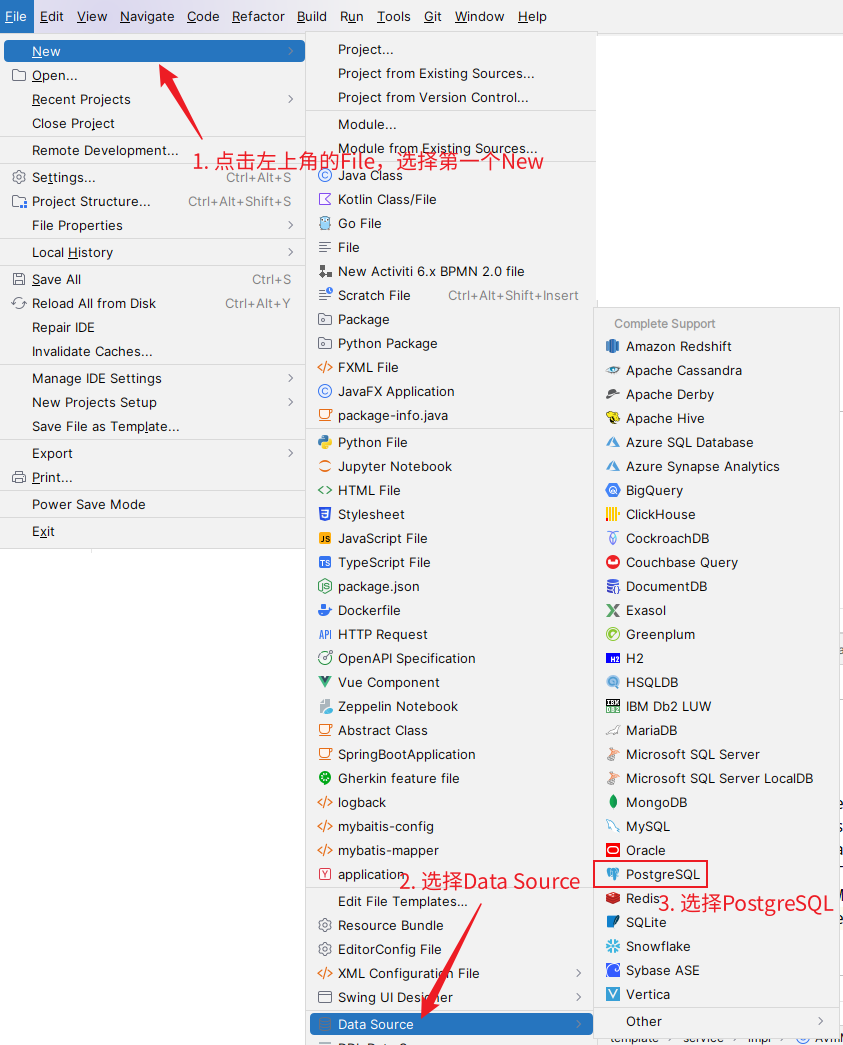 File Edit View Navigate Code Refactor Build Run Tools Git Window Help
New
Open...
Recent Projects
Close Project
Remote Development...
Settings... Ctrl+Alt+S
Project Structure... Ctrl+Alt+Shift+S
File Properties
Local History
Save All Ctrl+S
Reload All from Disk Ctrl+Alt+Y
Repair IDE
Invalidate Caches...
Manage IDE Settings
New Projects Setup
Save File as Template...
Export
Print...
Power Save Mode
Exit
Project...
Project from Existing Sources...
Project from Version Control...
Module...
Module from Existing Sources...
1. 点击左上角的File，选择第一个New
Java Class
Kotlin Class/File
Go File
File
New Activiti 6.x BPMN 2.0 file
Scratch File Ctrl+Alt+Shift+Insert
Package
Python Package
FXML File
JavaFX Application
package-info.java
Python File
Jupyter Notebook
HTML File
Stylesheet
JavaScript File
TypeScript File
package.json
Dockerfile
API HTTP Request
OpenAPI Specification
Vue Component
Zeppelin Notebook
Abstract Class
SpringBootApplication
Gherkin feature file
logback
mybaitis-config
mybatis-mapper
application
2. 选择Data Source
Edit File Templates...
Resource Bundle
EditorConfig File
XML Configuration File
Swing UI Designer
Data Source
Complete Support
Amazon Redshift
Apache Cassandra
Apache Derby
Apache Hive
Azure SQL Database
Azure Synapse Analytics
BigQuery
ClickHouse
CockroachDB
Couchbase Query
DocumentDB
Exasol
Greenplum
H2
HSQLDB
IBM Db2 LUW
MariaDB
Microsoft SQL Server
Microsoft SQL Server LocalDB
MongoDB
MySQL
Oracle
PostgreSQL
Redis
3. 选择PostgreSQL
SQLite
Snowflake
Sybase ASE
Vertica
Other